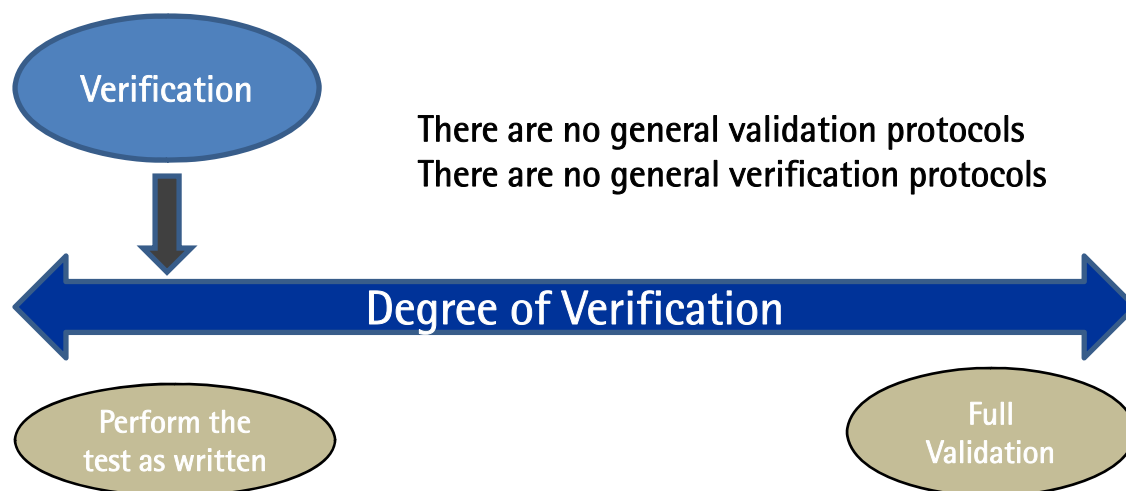 Verification
There are no general validation protocols
There are no general verification protocols
Degree of Verification
Perform the
test as written
Full
Validation